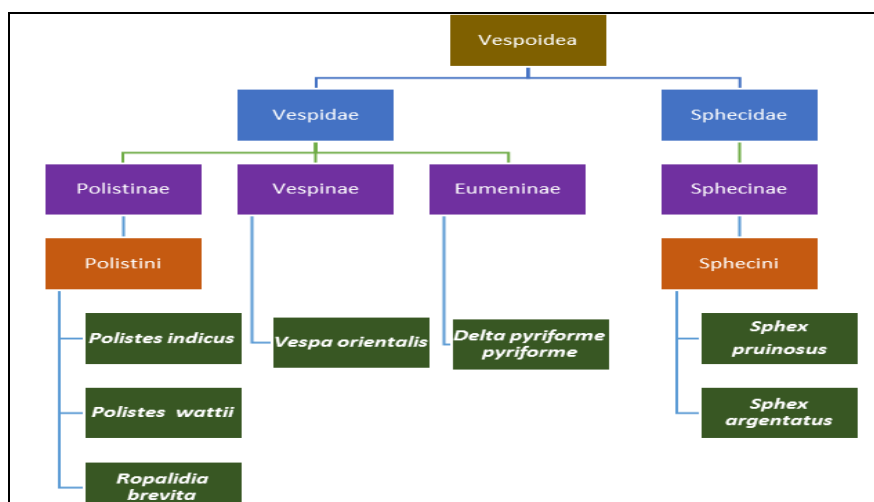 Vespoidea
Vespidae
Sphecidae
Polistinae
Vespinae
Eumeninae
Sphecinae
Polistini
Sphecini
Polistes indicus
Vespa orientalis
Delta pyriforme
pyriforme
Sphex
pruinosus
Polistes wattii
Sphex
argentatus
Ropalidia
brevita